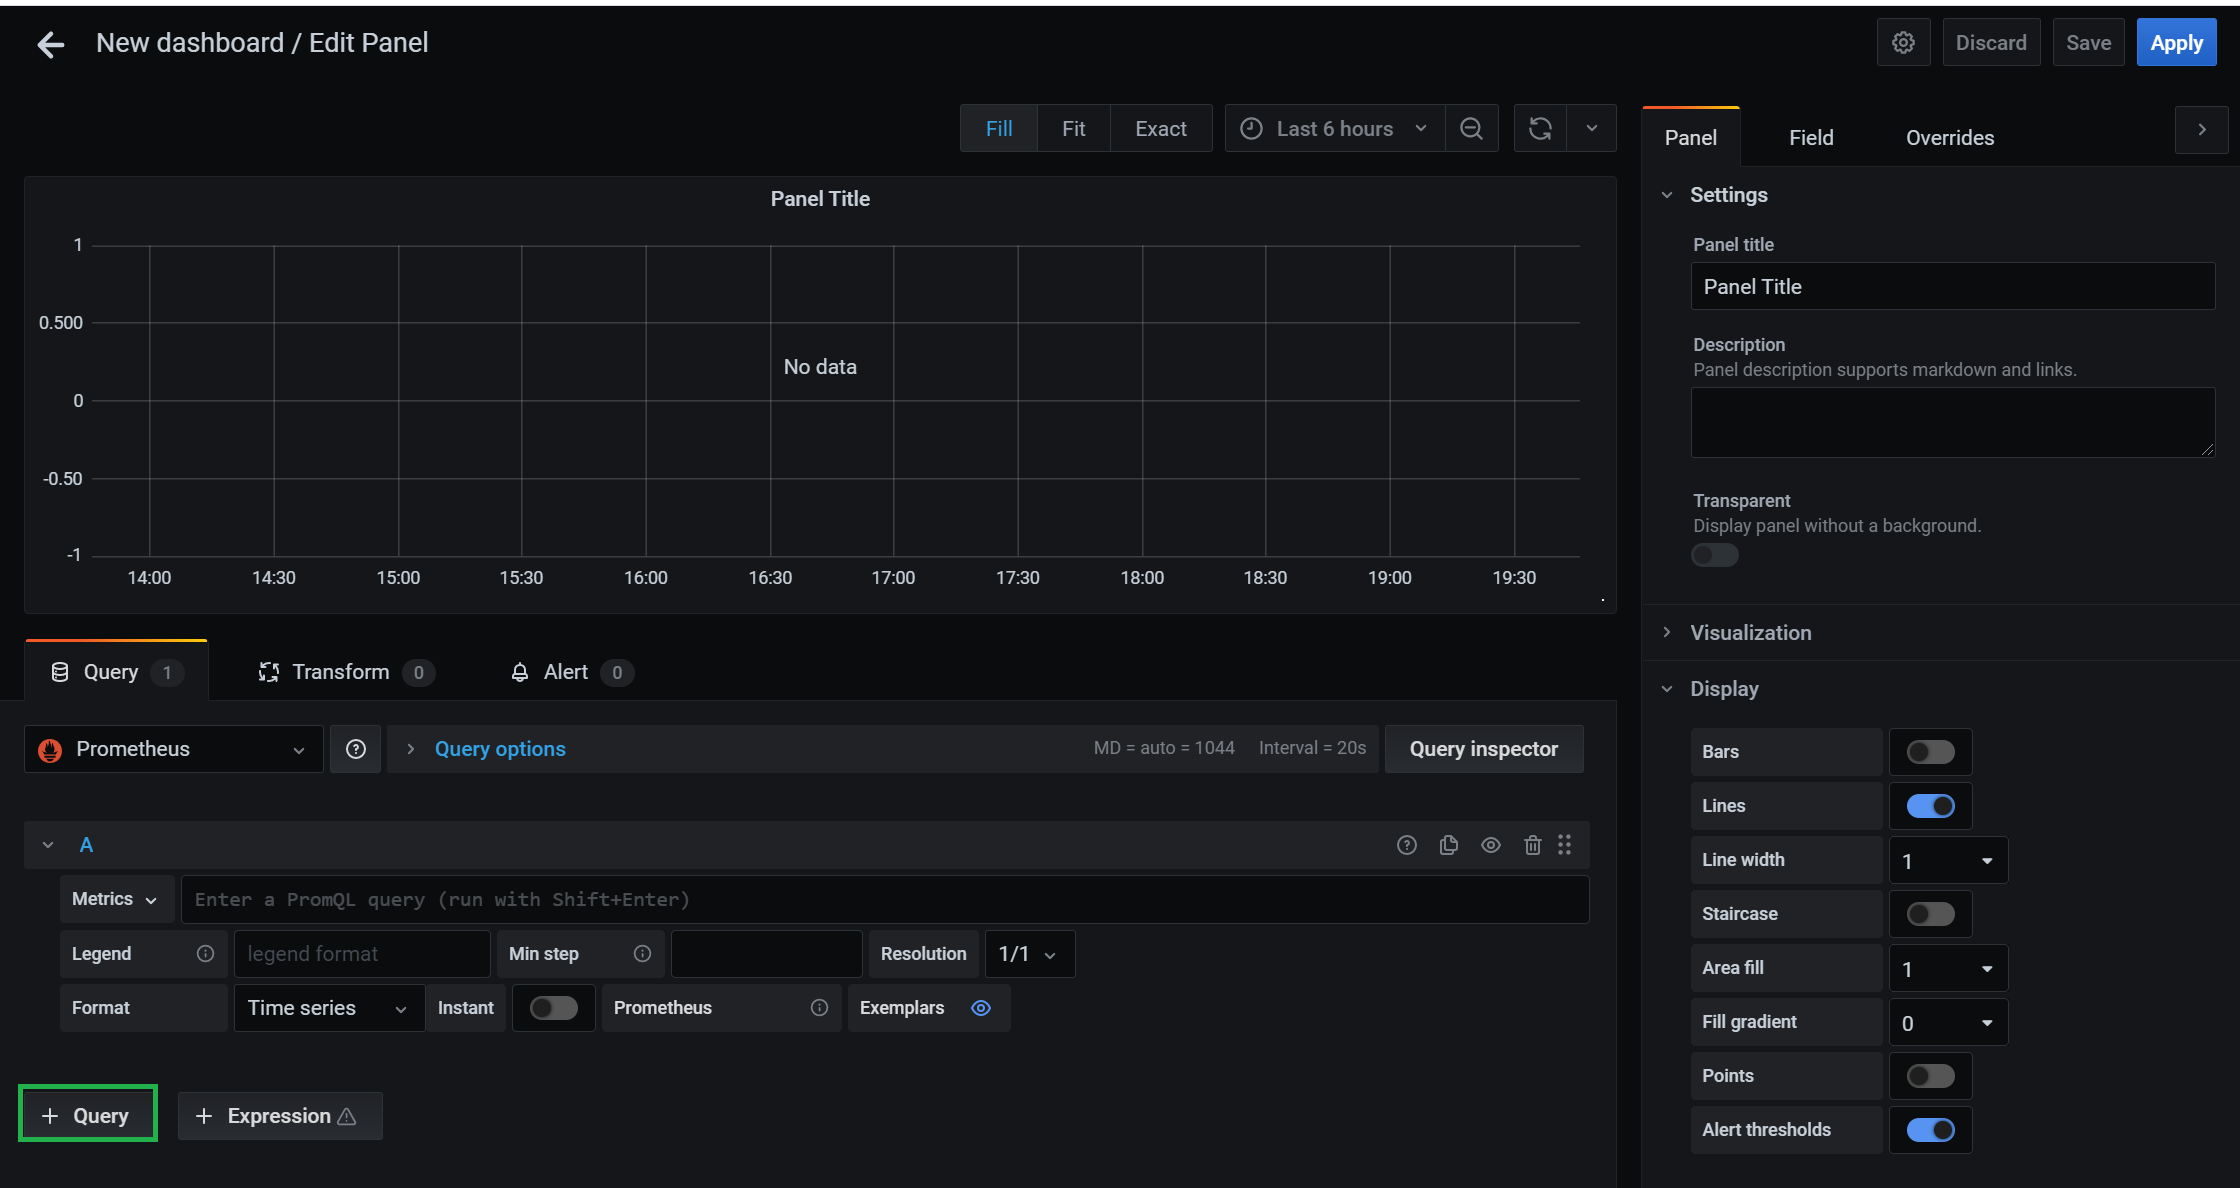 New dashboard / Edit Panel
Discard
Save
Apply
Fill
Fit
Exact
Last 6 hours
Panel
Field
Overrides
Panel Title
1
0.500
0
-0.50
-1
No data
14:00
14:30
15:00
15:30
16:00
16:30
17:00
17:30
18:00
18:30
19:00
19:30
Query 1
Transform 0
Alert 0
Prometheus
Query options
MD = auto = 1044
Interval = 20s
Query inspector
A
Metrics
Enter a PromQL query (run with Shift+Enter)
Legend
legend format
Min step
Resolution
1/1
Format
Time series
Instant
Prometheus
Exemplars
+ Query
+ Expression
Settings
Panel title
Panel Title
Description
Panel description supports markdown and links.
Transparent
Display panel without a background.
Visualization
Display
Bars
Lines
Line width
1
Staircase
Area fill
1
Fill gradient
0
Points
Alert thresholds